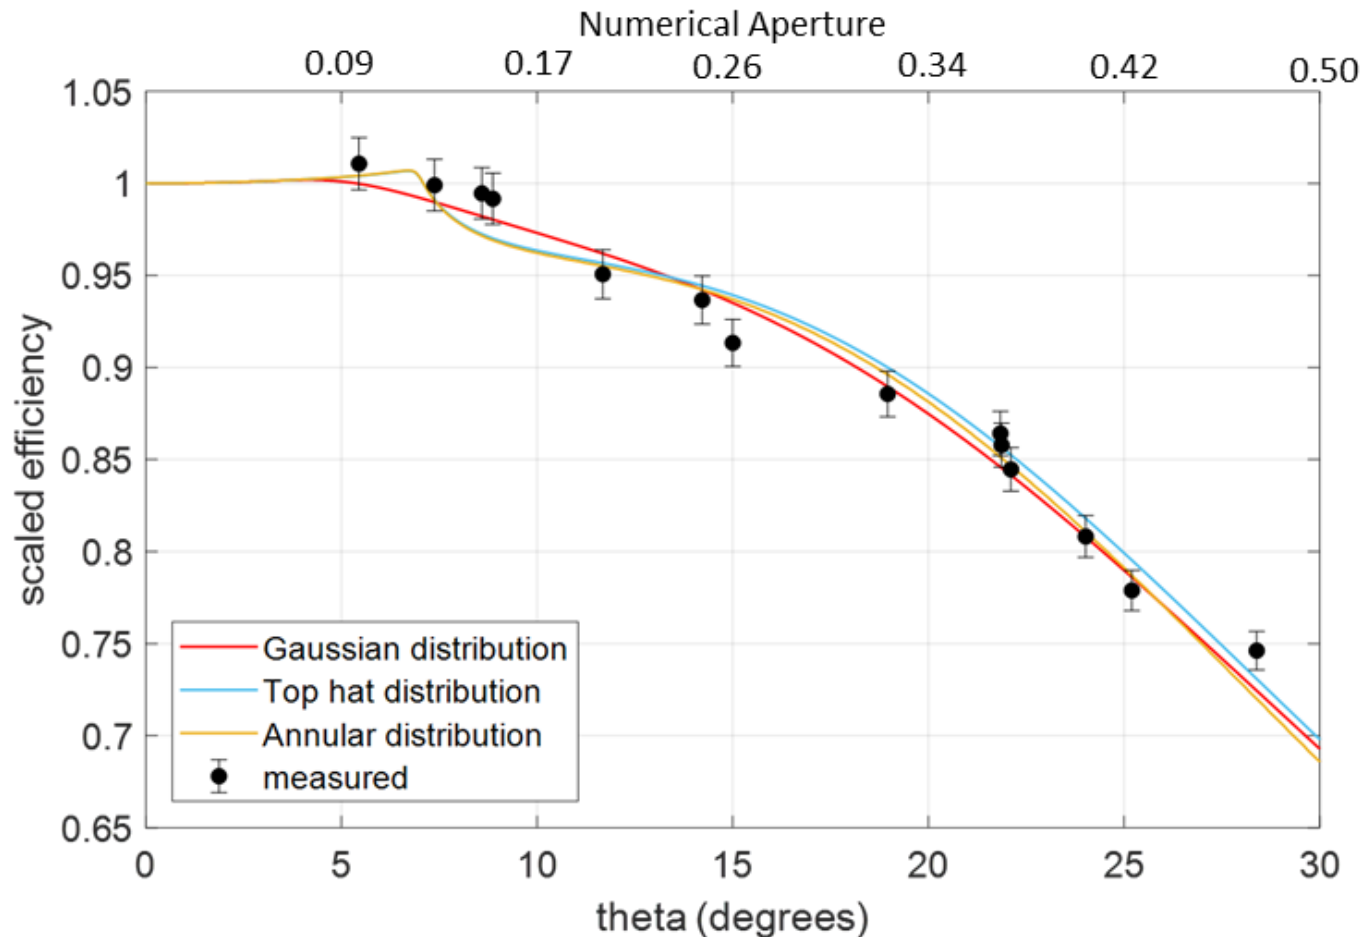 Numerical Aperture
0.09 0.17 0.26 0.34 0.42 0.50
1.05
1
0.95
0.9
0.85
0.8
0.75
0.7
0.65
scaled efficiency
Gaussian distribution
Top hat distribution
Annular distribution
measured
0 5 10 15 20 25 30
theta (degrees)